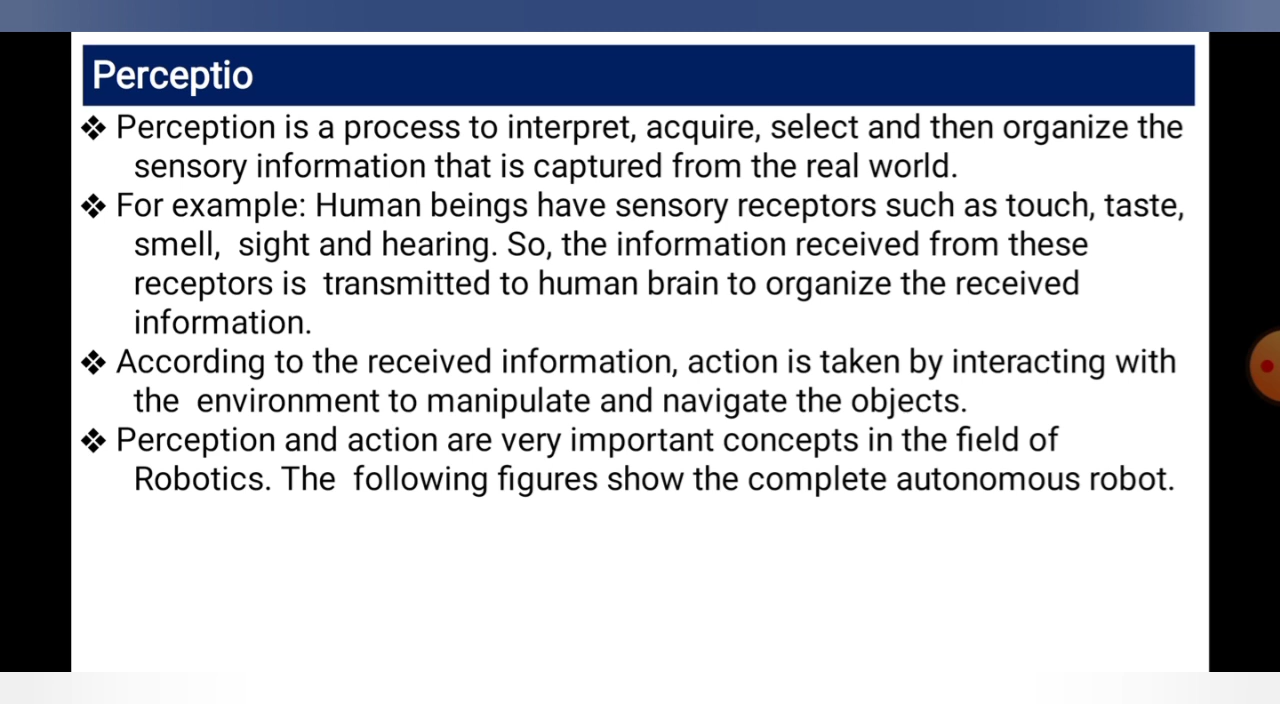 Perceptio
❖ Perception is a process to interpret, acquire, select and then organize the
sensory information that is captured from the real world.
❖ For example: Human beings have sensory receptors such as touch, taste,
smell,  sight and hearing. So, the information received from these
receptors is  transmitted to human brain to organize the received
information.
❖ According to the received information, action is taken by interacting with
the  environment to manipulate and navigate the objects.
❖ Perception and action are very important concepts in the field of
Robotics. The  following figures show the complete autonomous robot.